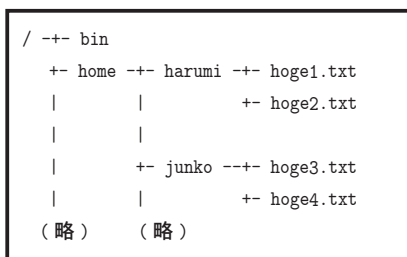 / -+- bin
+- home -+- harumi -+- hoge1.txt
| | +- hoge2.txt
| |
| +- junko --+- hoge3.txt
| | +- hoge4.txt
（略） （略）